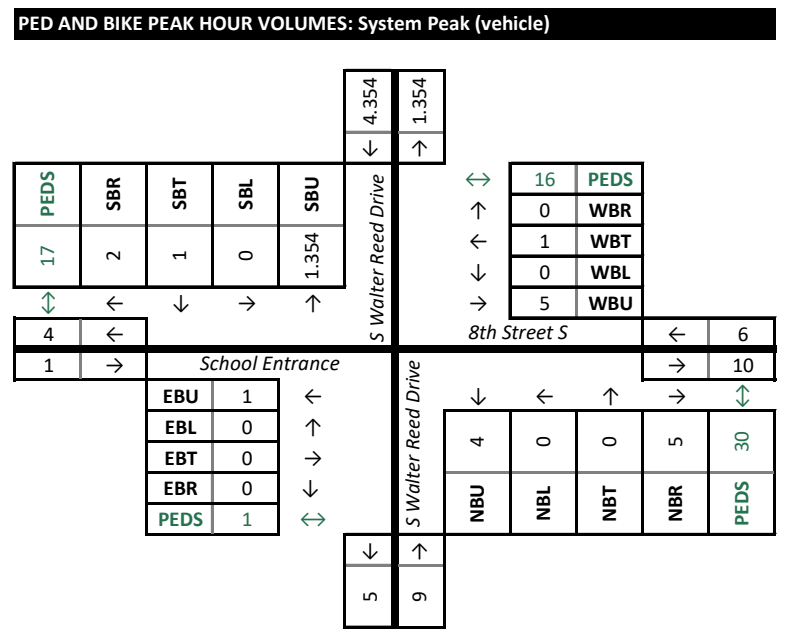 PED AND BIKE PEAK HOUR VOLUMES: System Peak (vehicle)
4.354 1.354
↓ ↑
PEDS SBR SBT SBL SBU
17 2 1 0 1.354
↕ ← ↓ → ↑
S Walter Reed Drive
↔ 16 PEDS
↑ 0 WBR
← 1 WBT
↓ 0 WBL
→ 5 WBU
4 ←
8th Street S
← 6
1 →
School Entrance
→ 10
EBU 1 ←
EBL 0 ↑
EBT 0 →
EBR 0 ↓
PEDS 1 ↔
S Walter Reed Drive
↓ ← ↑ → ↕
4 0 0 5 30
NBU NBL NBT NBR PEDS
↓ ↑
5 9